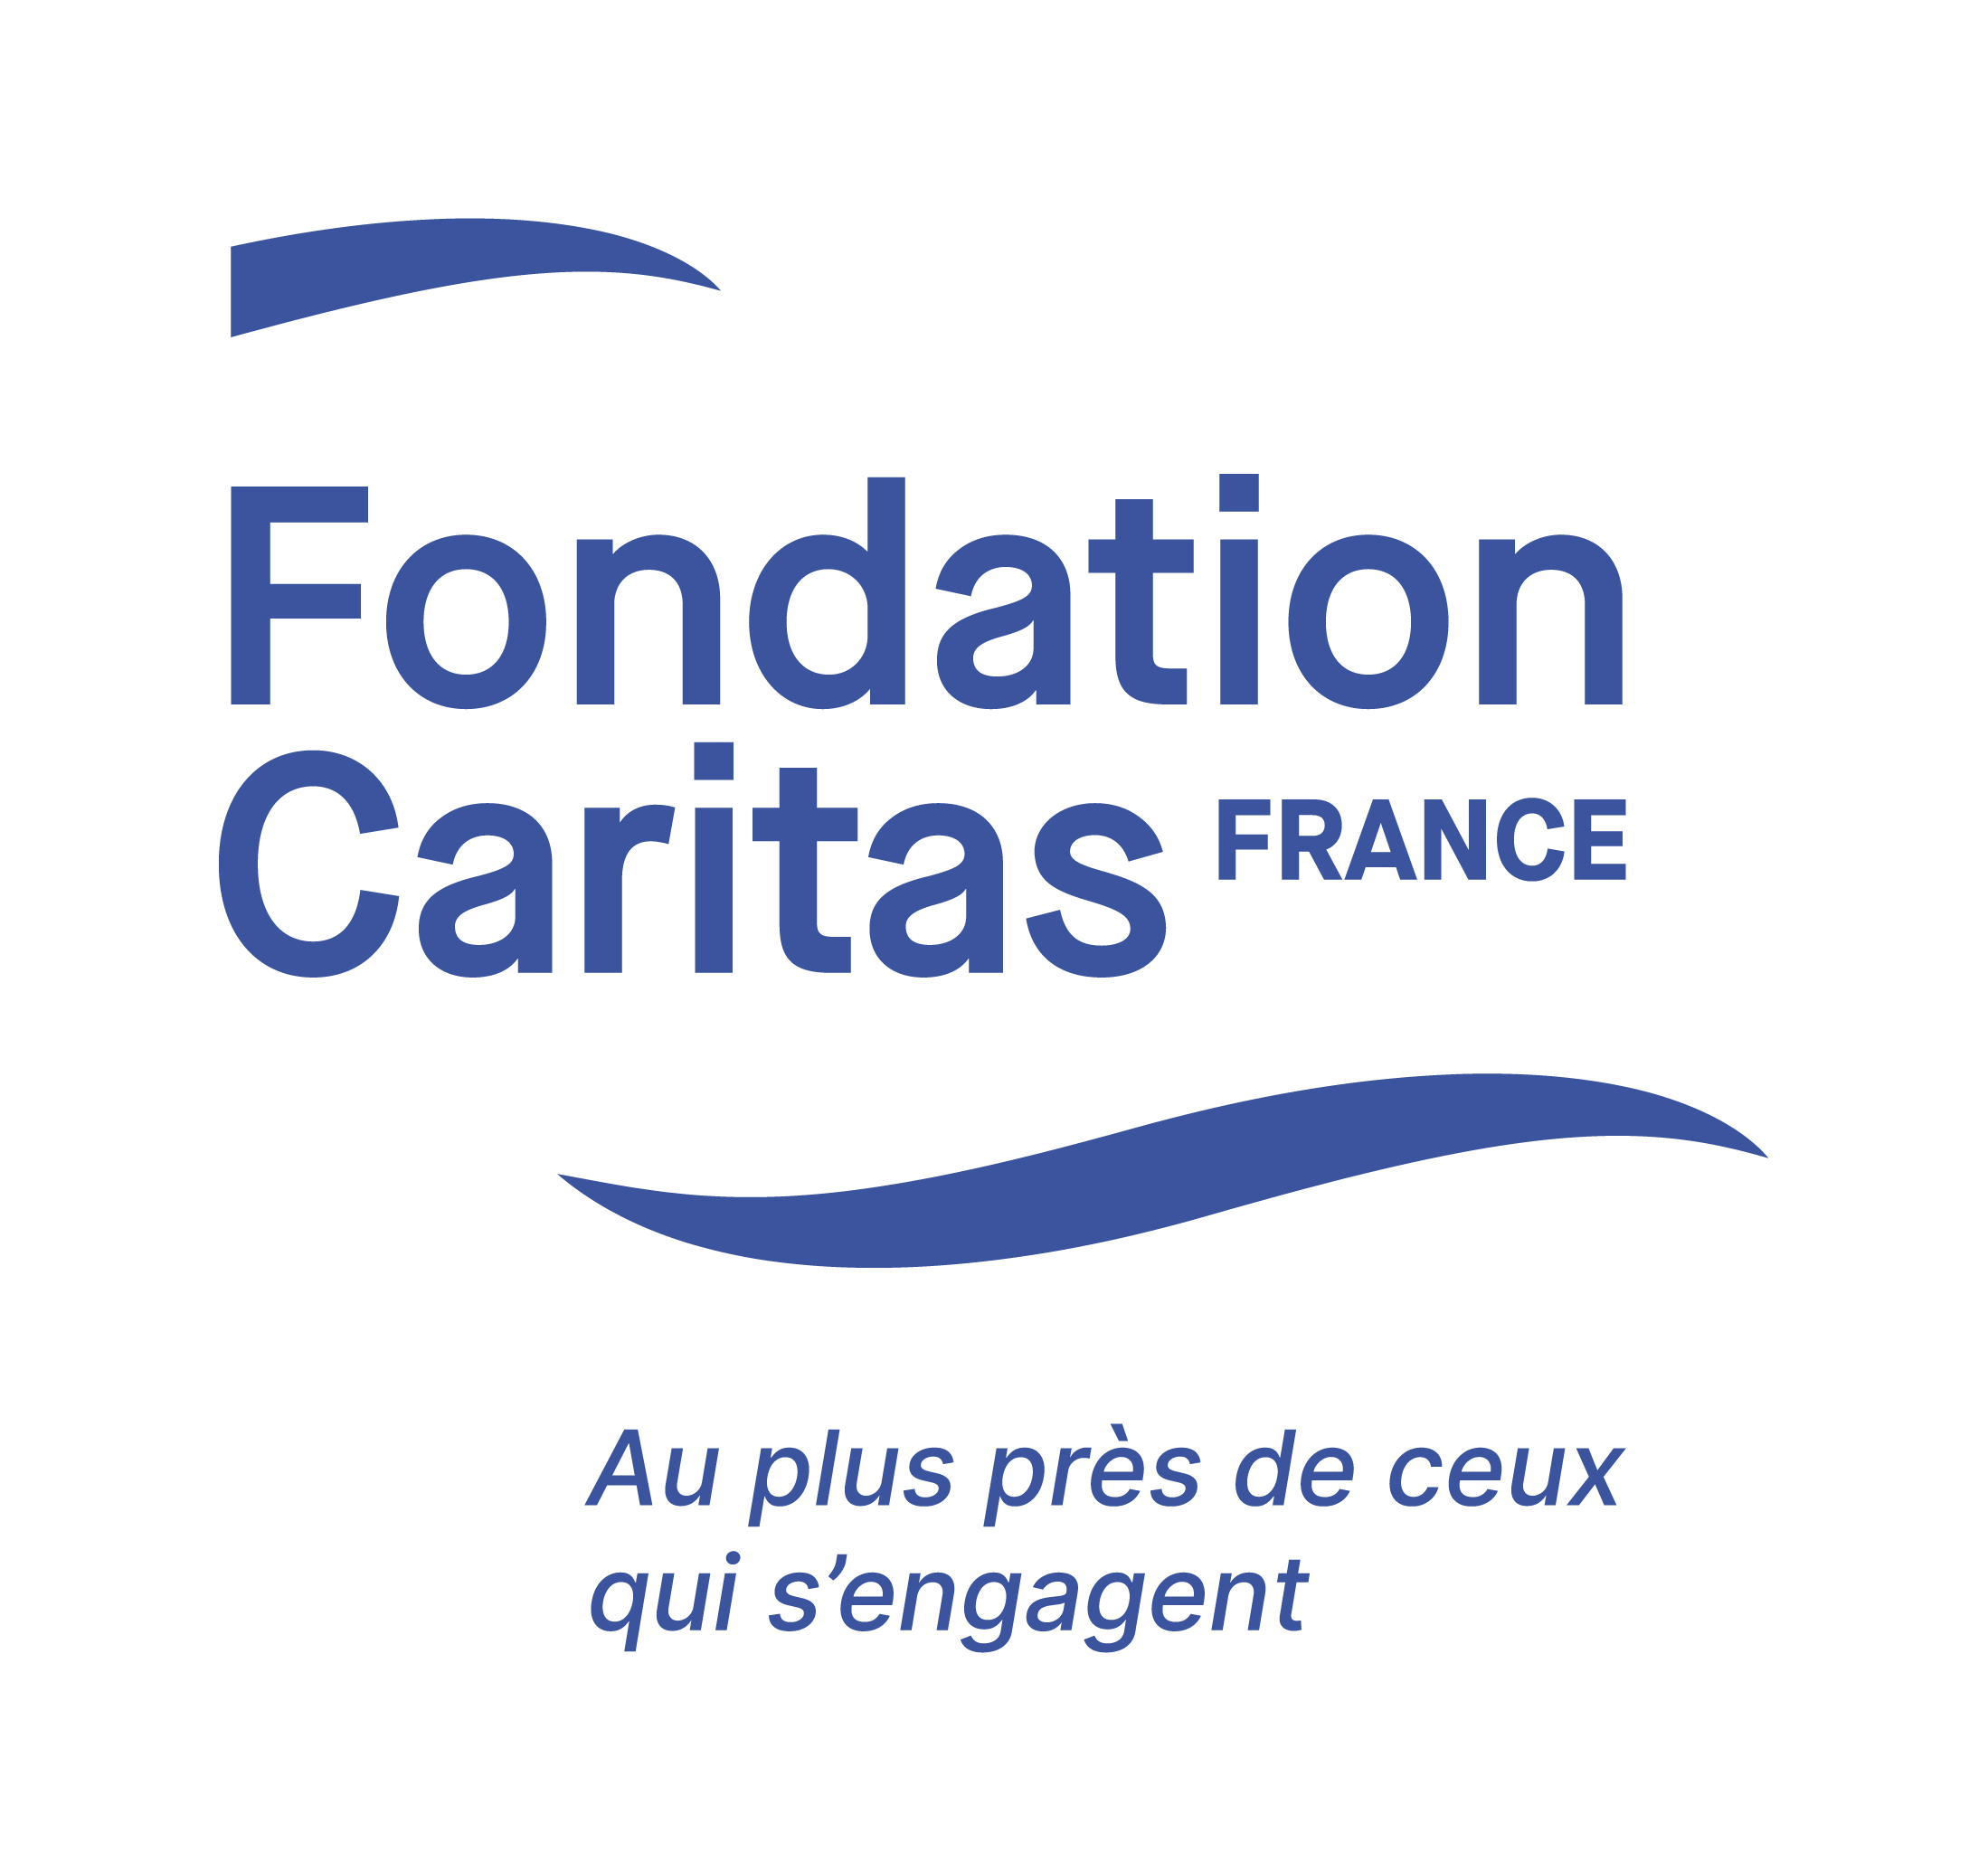 Fondation
Caritas FRANCE
Au plus près de ceux
qui s’engagent